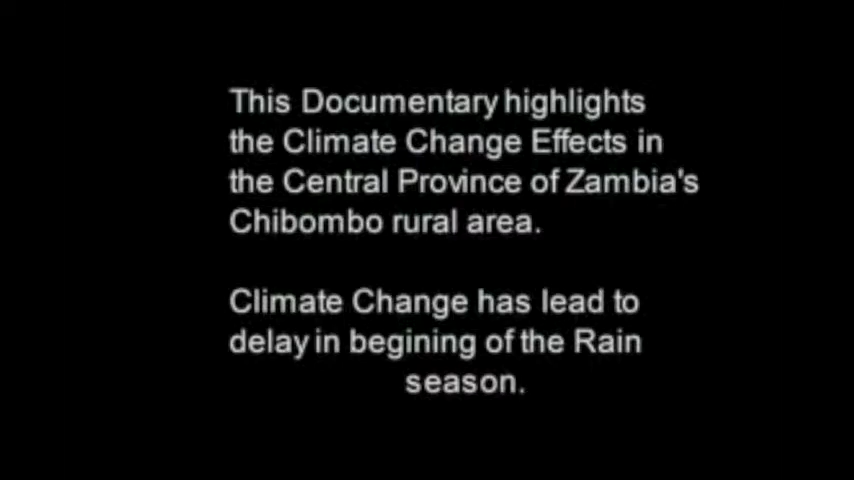 This Documentary highlights
the Climate Change Effects in
the Central Province of Zambia's
Chibombo rural area.
Climate Change has lead to
delay in begining of the Rain
season.